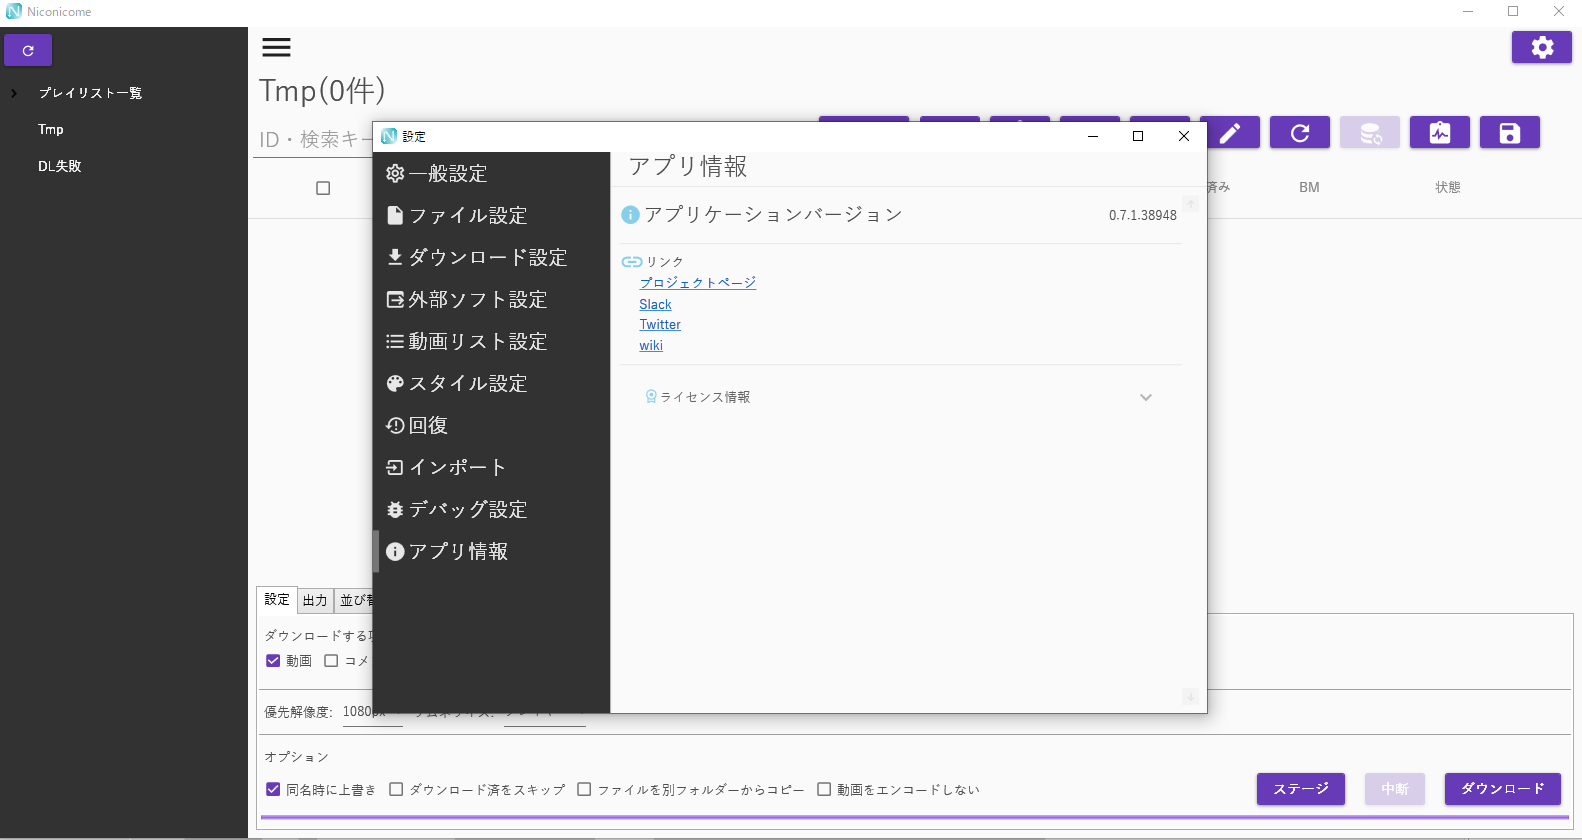 Niconicome
プレイリスト一覧
Tmp
DL失敗
Tmp(0件)
ID・検索キー
済み
BM
状態
設定
一般設定
ファイル設定
ダウンロード設定
外部ソフト設定
動画リスト設定
スタイル設定
回復
インポート
デバッグ設定
アプリ情報
アプリ情報
アプリケーションバージョン
0.7.1.38948
リンク
プロジェクトページ
Slack
Twitter
wiki
ライセンス情報
設定
出力
並び替
ダウンロードする項
動画
コメ
優先解像度:
1080px
オプション
同名時に上書き
ダウンロード済をスキップ
ファイルを別フォルダーからコピー
動画をエンコードしない
ステージ
中断
ダウンロード